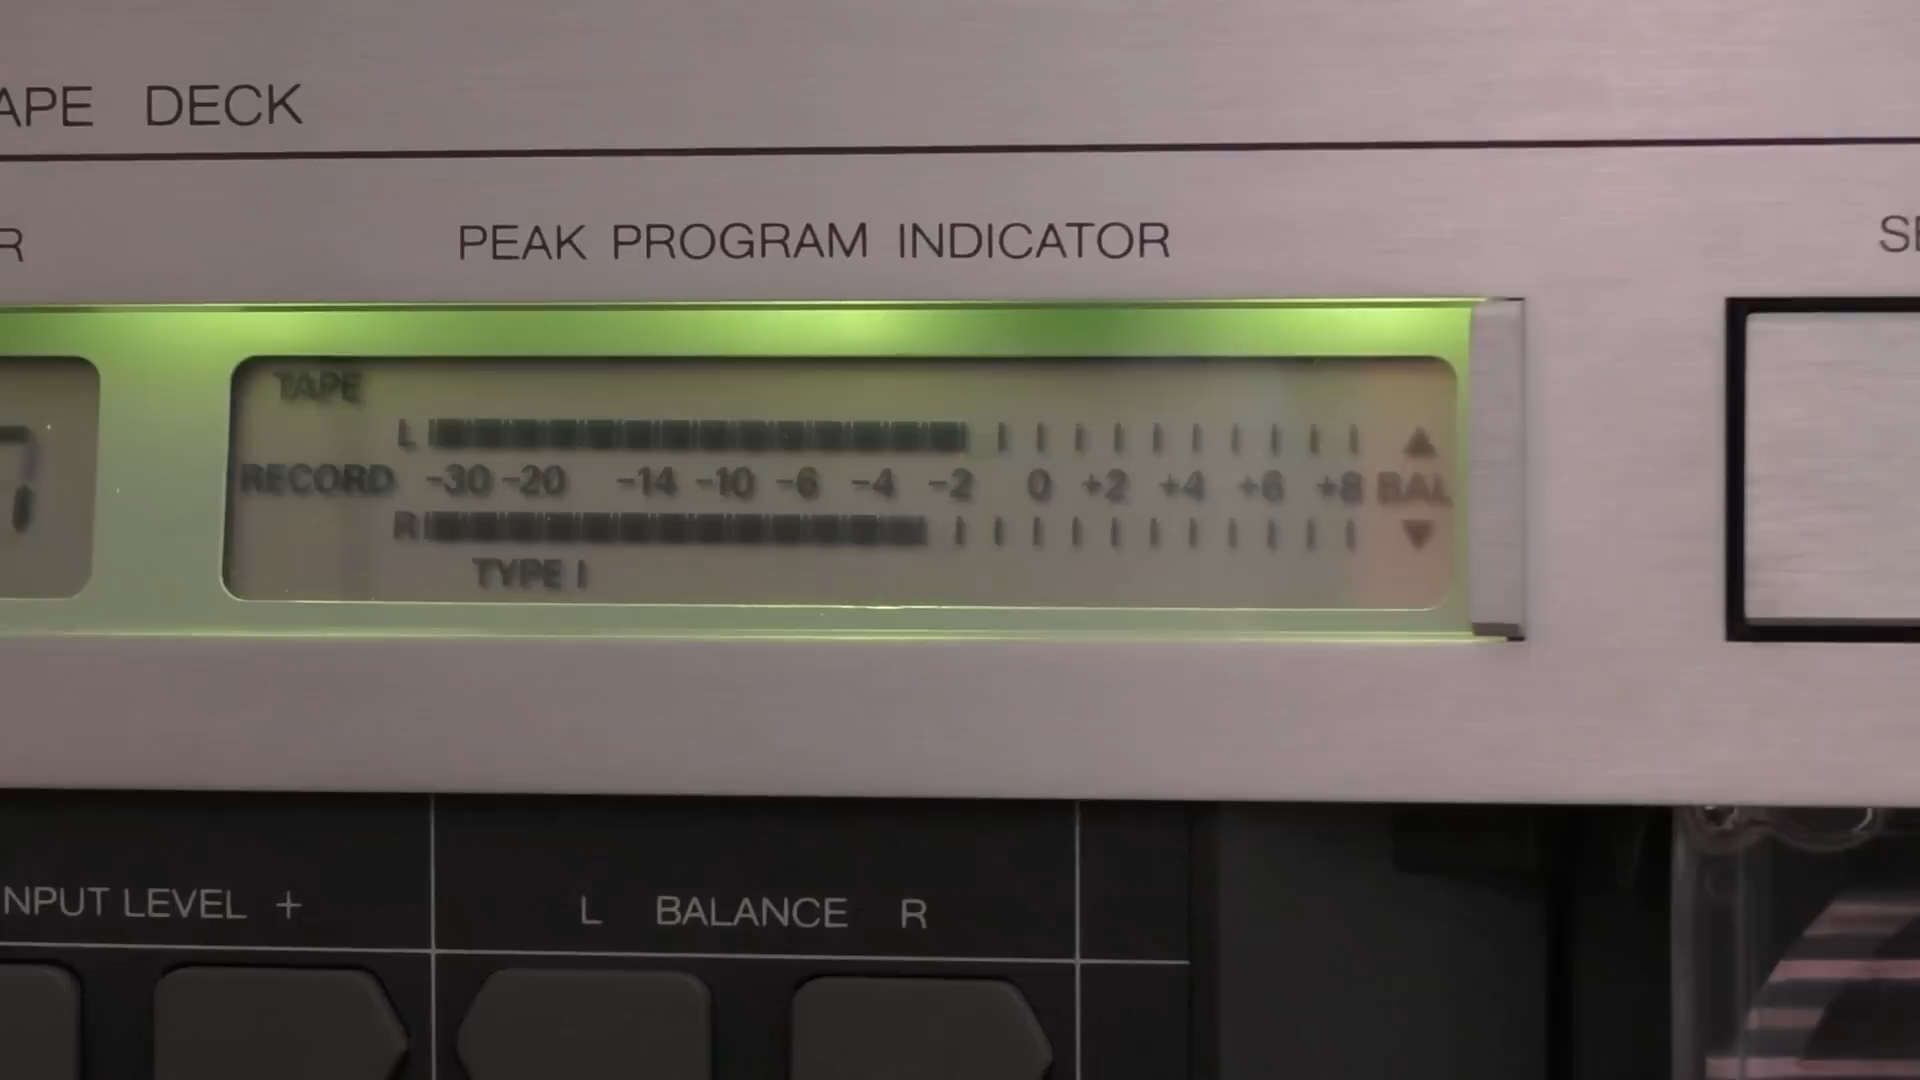 APE DECK
R
PEAK PROGRAM INDICATOR
TAPE
L
RECORD -30 -20 -14 -10 -6 -4 -2 0 +2 +4 +6 +8 BAL
R
TYPE I
NPUT LEVEL +
L BALANCE R